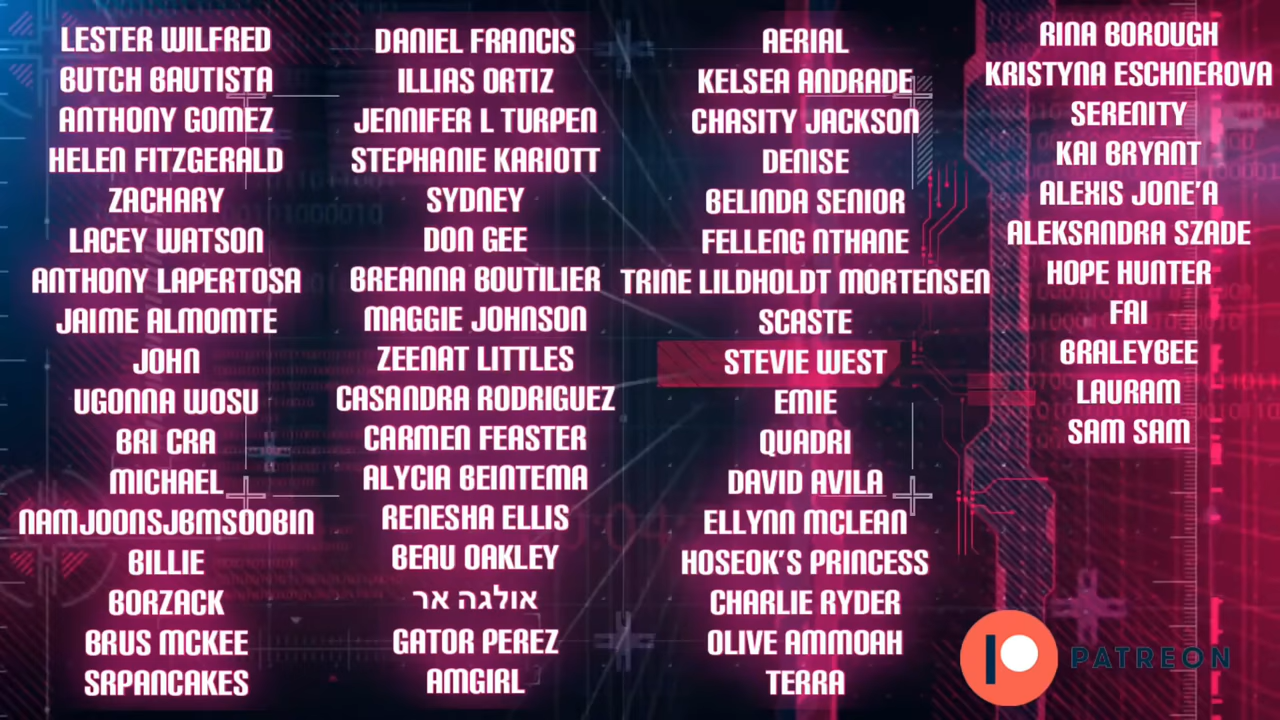 LESTER WILFRED
BUTCH BAUTISTA
ANTHONY GOMEZ
HELEN FITZGERALD
ZACHARY
LACEY WATSON
ANTHONY LAPERTOSA
JAIME ALMOMTE
JOHN
UGONNA WOSU
BRI CRA
MICHAEL
NAMJOONSJBMSOOBIN
BILLIE
BORZACK
BRUS MCKEE
SRPANCAKES
DANIEL FRANCIS
ILLIAS ORTIZ
JENNIFER L TURPEN
STEPHANIE KARIOTT
SYDNEY
DON GEE
BREANNA BOUTILIER
MAGGIE JOHNSON
ZEENAT LITTLES
CASANDRA RODRIGUEZ
CARMEN FEASTER
ALYCIA BEINTEMA
RENESHA ELLIS
BEAU OAKLEY
אולגה אר
GATOR PEREZ
AMGIRL
AERIAL
KELSEA ANDRADE
CHASITY JACKSON
DENISE
BELINDA SENIOR
FELLENG NTHANE
TRINE LILDHOLDT MORTENSEN
SCASTE
STEVIE WEST
EMIE
QUADRI
DAVID AVILA
ELLYNN MCLEAN
HOSEOK'S PRINCESS
CHARLIE RYDER
OLIVE AMMOAH
TERRA
RINA BOROUGH
KRISTYNA ESCHNEROVA
SERENITY
KAI BRYANT
ALEXIS JONE'A
ALEKSANDRA SZADE
HOPE HUNTER
FAI
BRALEYBEE
LAURAM
SAM SAM
PATREON